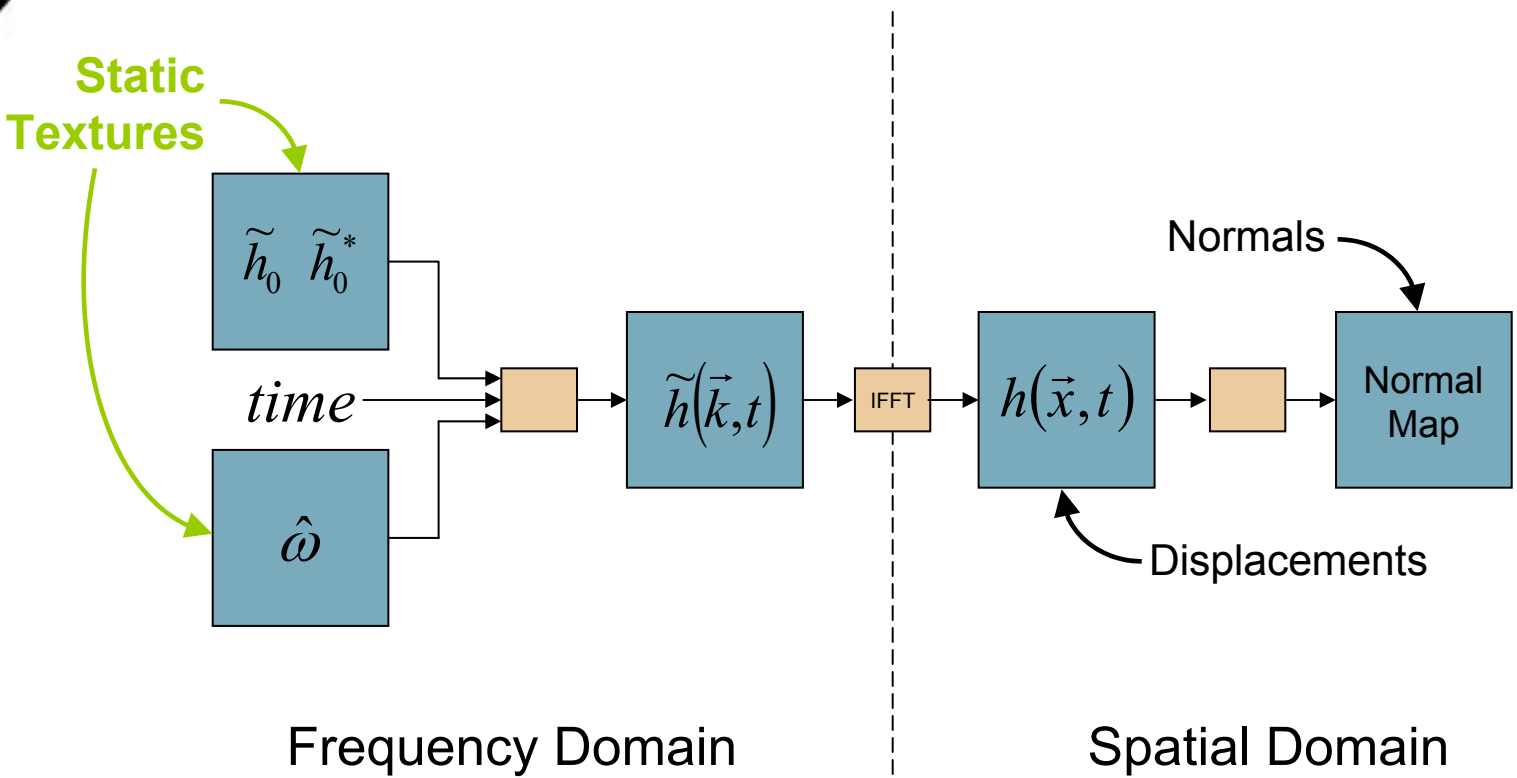 Static
Textures
h̃₀ h̃₀*
Normals
time
h̃(k⃗,t)
IFFT
h(x⃗,t)
Normal
Map
ω̂
Displacements
Frequency Domain
Spatial Domain